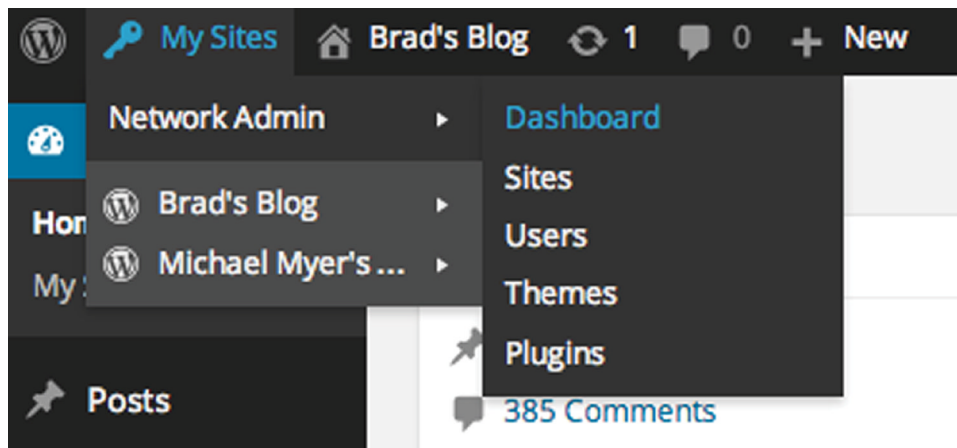 My Sites Brad's Blog 1 0 New
Network Admin Dashboard
Sites
Brad's Blog
Users
Michael Myer's ...
Themes
Plugins
My
Posts
385 Comments